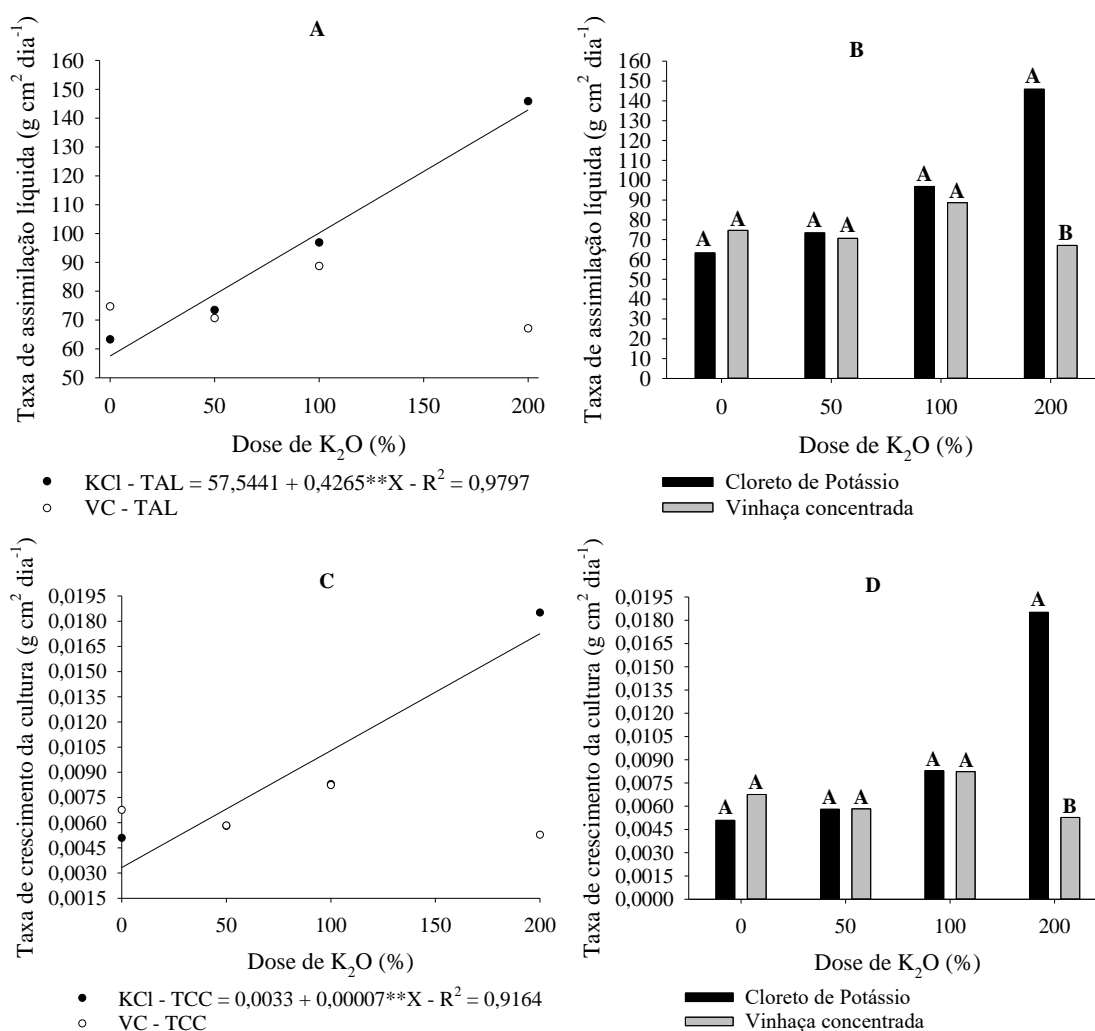 A
Taxa de assimilação líquida (g cm² dia⁻¹)
160
150
140
130
120
110
100
90
80
70
60
50
0 50 100 150 200
Dose de K₂O (%)
● KCl - TAL = 57,5441 + 0,4265**X - R² = 0,9797
○ VC - TAL
B
Taxa de assimilação líquida (g cm² dia⁻¹)
160
150
140
130
120
110
100
90
80
70
60
50
40
30
20
10
0
A A A A A A A B
0 50 100 200
Dose de K₂O (%)
Cloreto de Potássio
Vinhaça concentrada
C
Taxa de crescimento da cultura (g cm² dia⁻¹)
0,0195
0,0180
0,0165
0,0150
0,0135
0,0120
0,0105
0,0090
0,0075
0,0060
0,0045
0,0030
0,0015
0 50 100 150 200
Dose de K₂O (%)
● KCl - TCC = 0,0033 + 0,00007**X - R² = 0,9164
○ VC - TCC
D
Taxa de crescimento da cultura (g cm² dia⁻¹)
0,0195
0,0180
0,0165
0,0150
0,0135
0,0120
0,0105
0,0090
0,0075
0,0060
0,0045
0,0030
0,0015
0,0000
A A A A A A A B
0 50 100 200
Dose de K₂O (%)
Cloreto de Potássio
Vinhaça concentrada